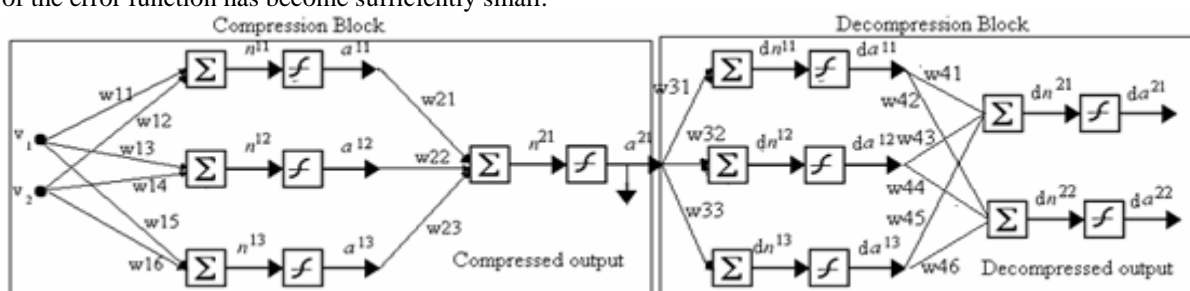 of the error function has become sufficiently small.
Compression Block
Decompression Block
n11 a11
dn11 da11
w11
w12
w21
w31
w41
w42
dn21 da21
v1
w13
n12 a12
n21 a21
w32
dn12 da12
w43
w22
w14
v2
w44
dn22 da22
w15
w23
w33
w45
n13 a13
dn13 da13
w16
Compressed output
w46
Decompressed output
Σ
Σ
Σ
Σ
Σ
Σ
Σ
Σ
Σ